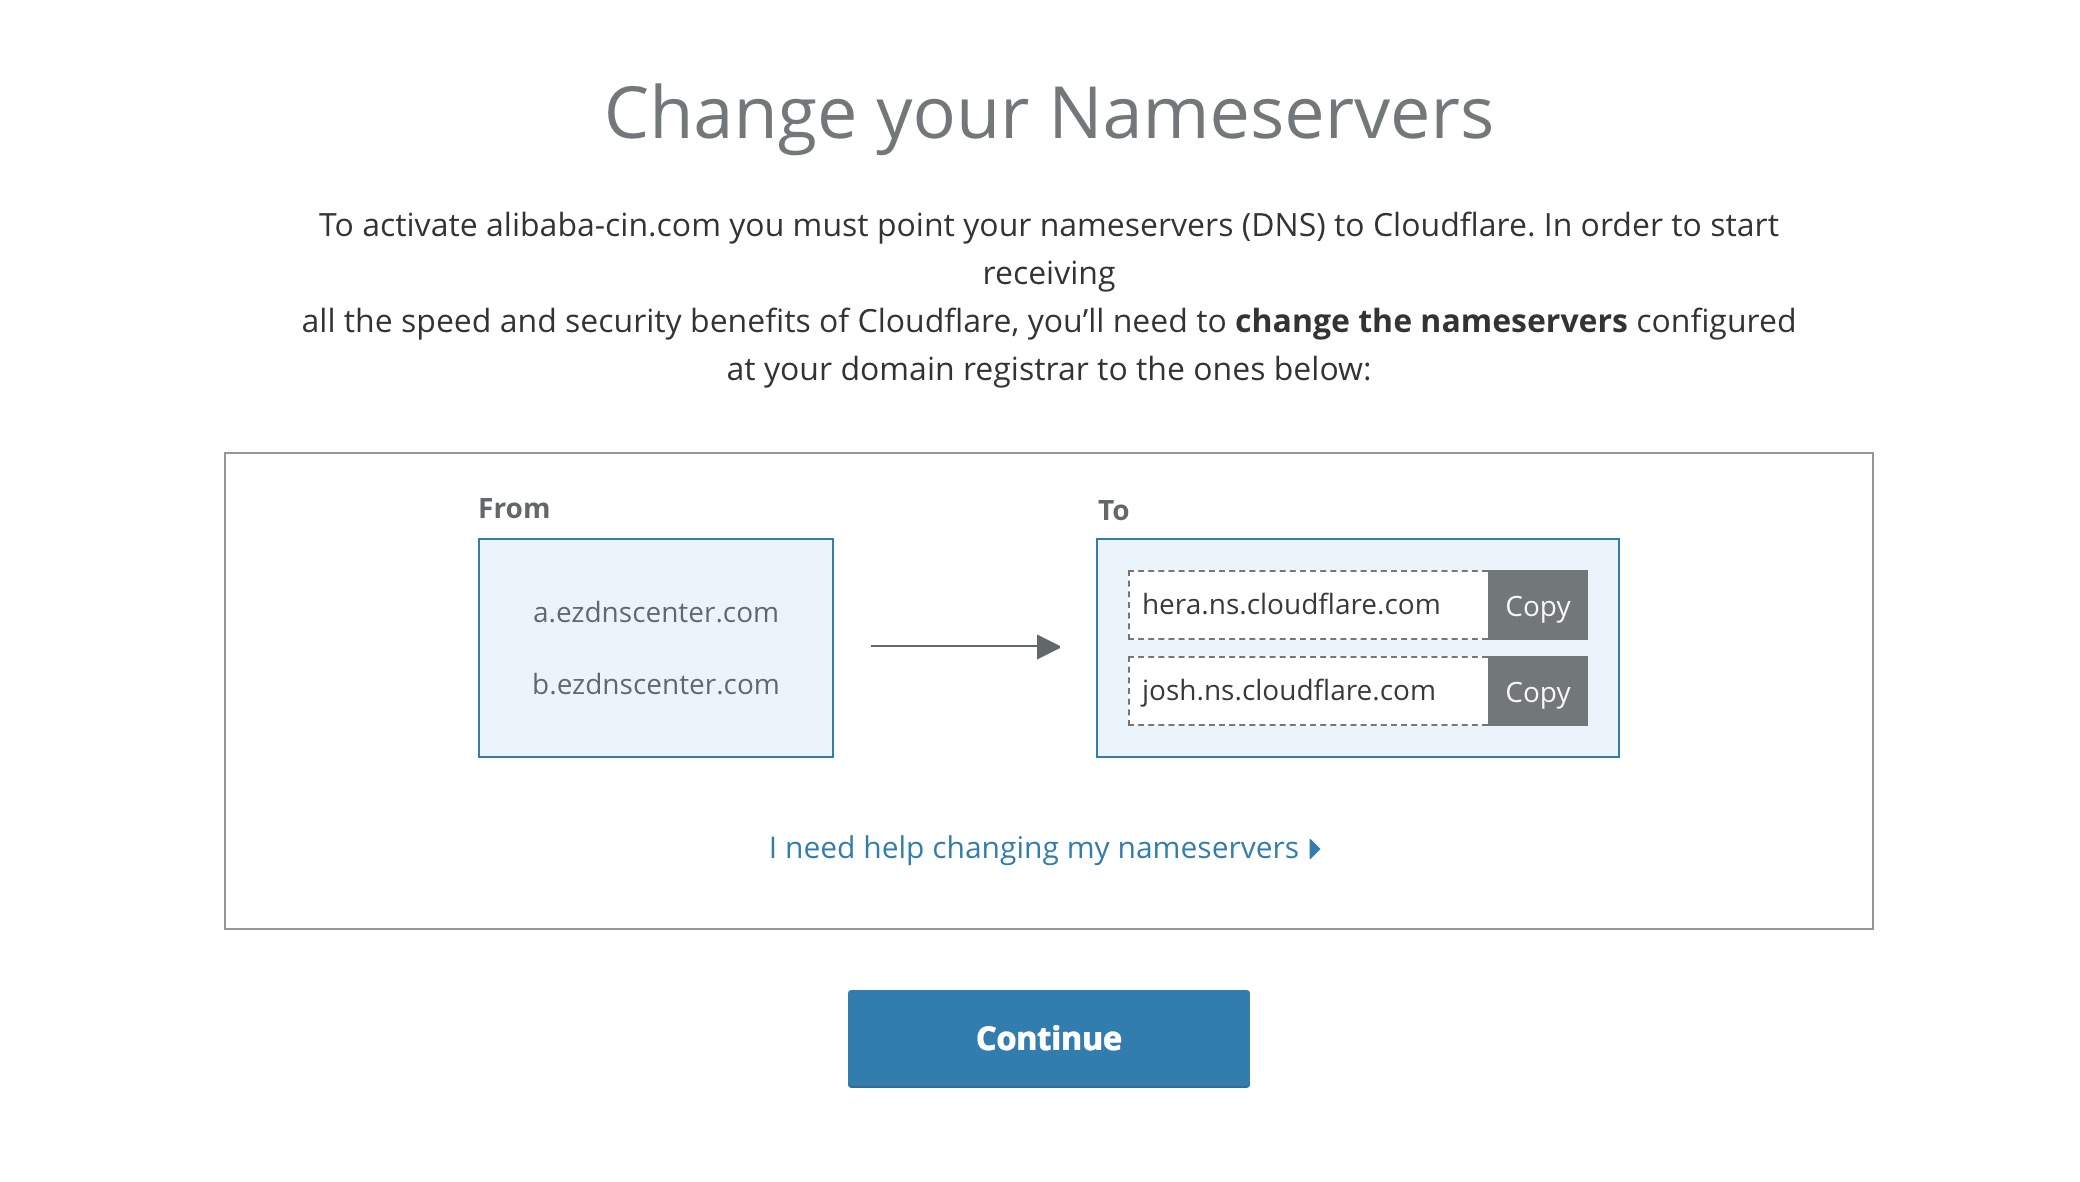 Change your Nameservers
To activate alibaba-cin.com you must point your nameservers (DNS) to Cloudflare. In order to start
receiving
all the speed and security benefits of Cloudflare, you’ll need to change the nameservers configured
at your domain registrar to the ones below:
From
a.ezdnscenter.com
b.ezdnscenter.com
To
hera.ns.cloudflare.com Copy
josh.ns.cloudflare.com Copy
I need help changing my nameservers
Continue